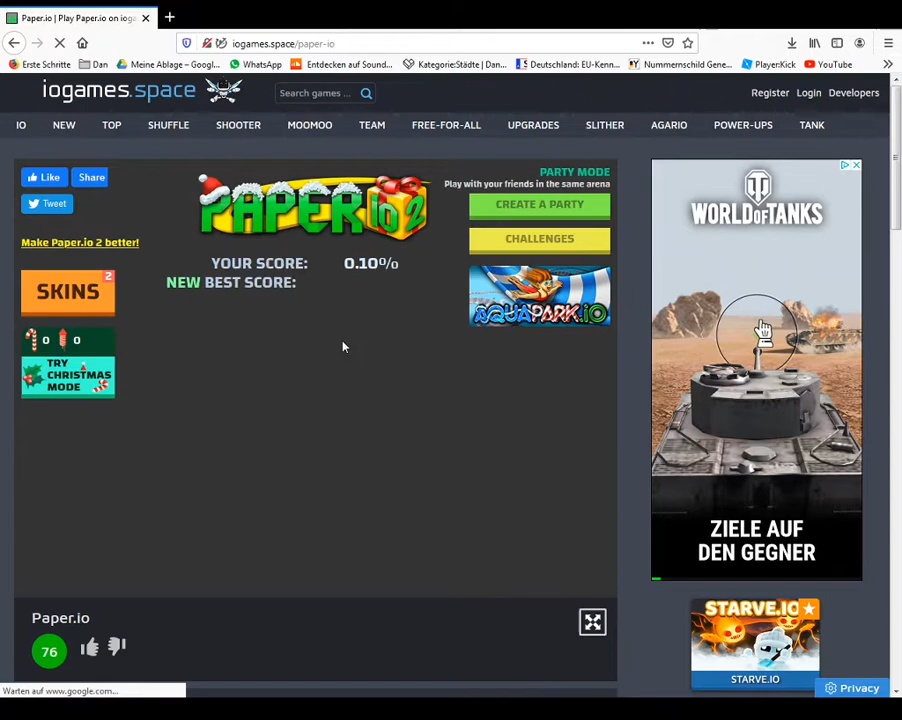 Paper.io | Play Paper.io on ioga
iogames.space/paper-io
Erste Schritte
Dan
Meine Ablage – Googl...
WhatsApp
Entdecken auf Sound...
Kategorie:Städte | Dan...
Deutschland: EU-Kenn...
Nummernschild Gene...
Player:Kick
YouTube
iogames.space
Search games ...
Register
Login
Developers
IO
NEW
TOP
SHUFFLE
SHOOTER
MOOMOO
TEAM
FREE-FOR-ALL
UPGRADES
SLITHER
AGARIO
POWER-UPS
TANK
Like
Share
Tweet
Make Paper.io 2 better!
SKINS
2
0
0
TRY
CHRISTMAS
MODE
PAPER.io 2
YOUR SCORE:
0.10%
NEW BEST SCORE:
PARTY MODE
Play with your friends in the same arena
CREATE A PARTY
CHALLENGES
AQUAPARK.IO
WORLD OF TANKS
ZIELE AUF
DEN GEGNER
Paper.io
76
STARVE.IO
STARVE.IO
Privacy
Warten auf www.google.com...